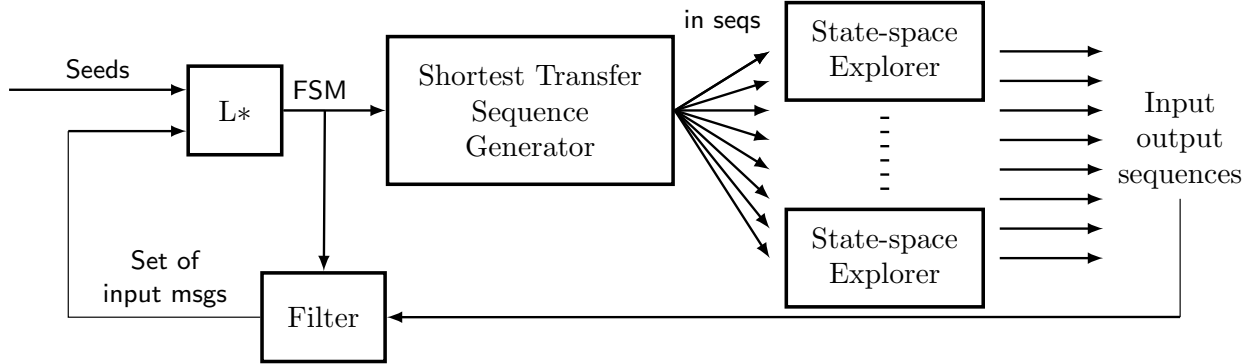 Seeds
L*
FSM
Shortest Transfer
Sequence
Generator
in seqs
State-space
Explorer
State-space
Explorer
Input
output
sequences
Set of
input msgs
Filter